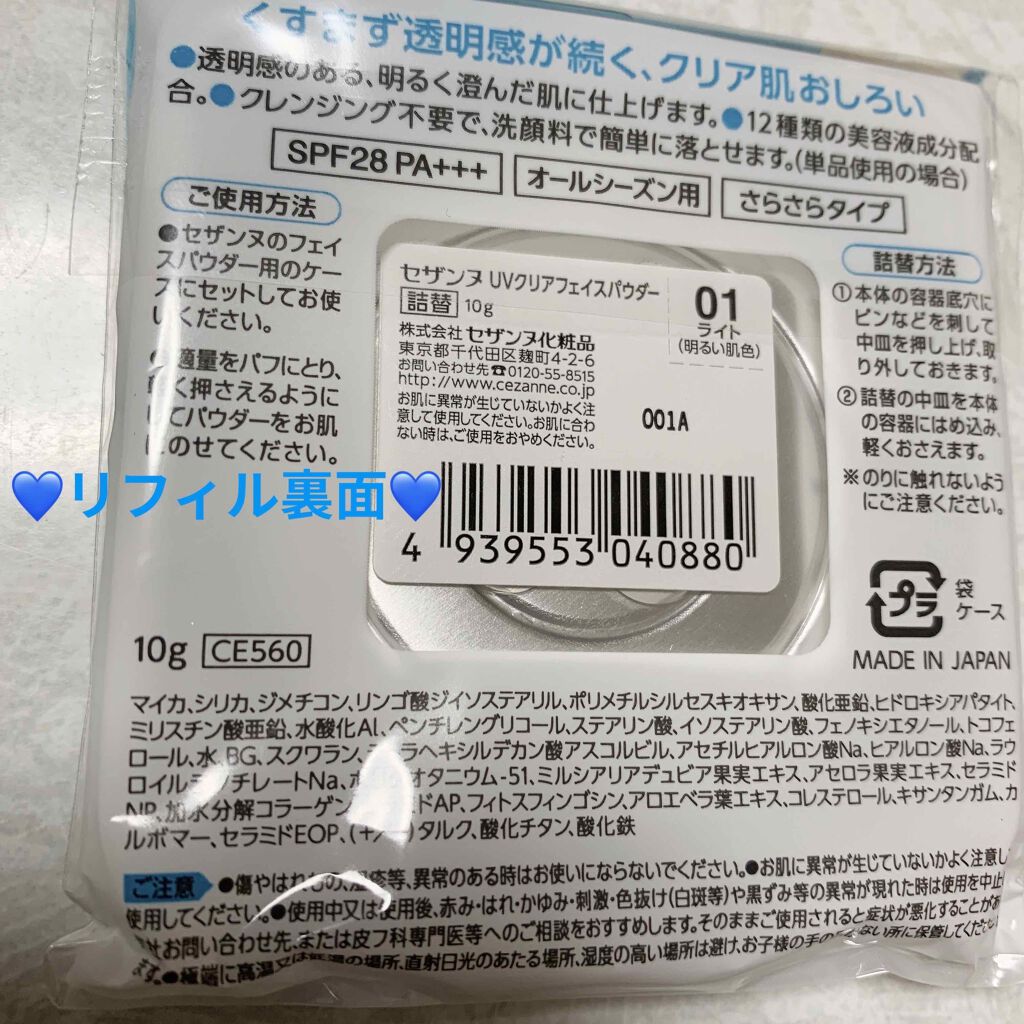 くすまず透明感が続く、クリア肌おしろい
●透明感のある、明るく澄んだ肌に仕上げます。●12種類の美容液成分配
合。●クレンジング不要で、洗顔料で簡単に落とせます。(単品使用の場合)
SPF28 PA+++
オールシーズン用
さらさらタイプ
ご使用方法
●セザンヌのフェイ
スパウダー用のケー
スにセットしてお使
いください。
適量をパフにとり、
軽く押さえるように
してパウダーをお肌
にのせてください。
セザンヌ UVクリアフェイスパウダー
詰替 10g
株式会社 セザンヌ化粧品
東京都千代田区麹町4-2-6
お問い合わせ先☎0120-55-8515
http://www.cezanne.co.jp
お肌に異常が生じていないかよく注
意して使用してください。お肌に合わ
ない時は、ご使用をおやめください。
01
ライト
(明るい肌色)
001A
4 939553 040880
詰替方法
①本体の容器底穴に
ピンなどを刺して
中皿を押し上げ、取
り外しておきます。
②詰替の中皿を本体
の容器にはめ込み、
軽くおさえます。
※のりに触れないよう
にご注意ください。
💙リフィル裏面💙
プラ
袋
ケース
MADE IN JAPAN
10g CE560
マイカ、シリカ、ジメチコン、リンゴ酸ジイソステアリル、ポリメチルシルセスキオキサン、酸化亜鉛、ヒドロキシアパタイト、
ミリスチン酸亜鉛、水酸化Al、ペンチレングリコール、ステアリン酸、イソステアリン酸、フェノキシエタノール、トコフェ
ロール、水、BG、スクワラン、テトラヘキシルデカン酸アスコルビル、アセチルヒアルロン酸Na、ヒアルロン酸Na、ラウ
ロイル チレートNa、 オタニウム-51、ミルシアリアデュビア果実エキス、アセロラ果実エキス、セラミド
NP、加水分解コラーゲン、 ドAP、フィトスフィンゴシン、アロエベラ葉エキス、コレステロール、キサンタンガム、カ
ルボマー、セラミドEOP、(+/-)タルク、酸化チタン、酸化鉄
ご注意 ●傷やはれもの、湿疹等、異常のある時はお使いにならないでください。●お肌に異常が生じていないかよく注意し
使用してください。●使用中又は使用後、赤み・はれ・かゆみ・刺激・色抜け(白斑等)や黒ずみ等の異常が現れた時は使用を中止
お問い合わせ先、または皮フ科専門医等へのご相談をおすすめします。そのままご使用されると症状が悪化することがあ
ます。●極端に高温又は低温の場所、直射日光のあたる場所、湿度の高い場所は避け、お子様の手の ない所に保管してくださ